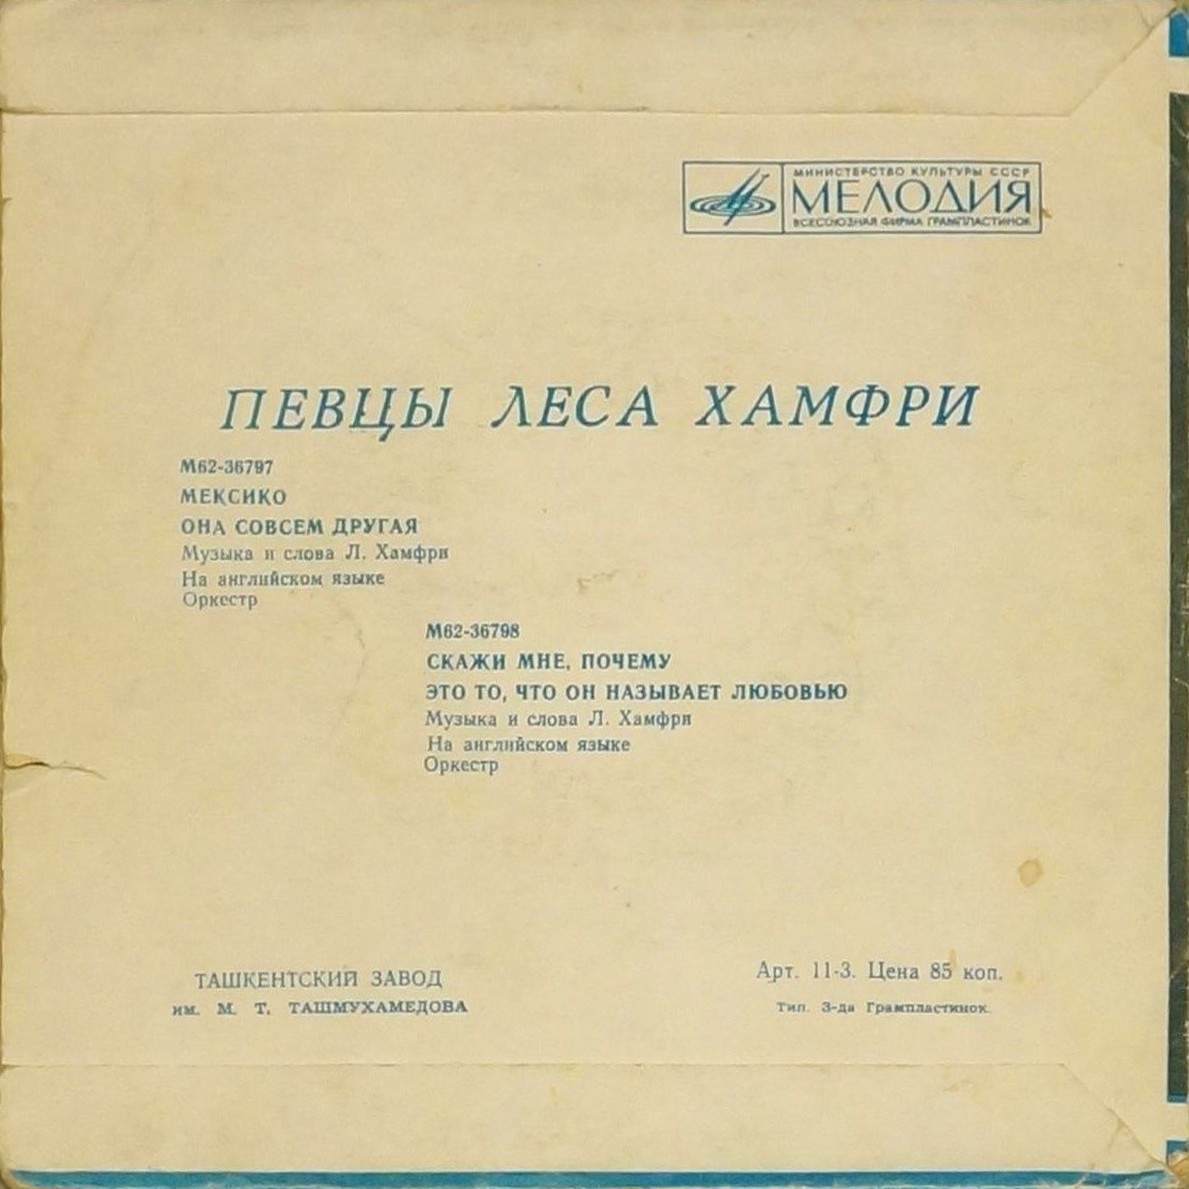 МИНИСТЕРСТВО КУЛЬТУРЫ СССР
МЕЛОДИЯ
ВСЕСОЮЗНАЯ ФИРМА ГРАМПЛАСТИНОК
ПЕВЦЫ ЛЕСА ХАМФРИ
М62-36797
МЕКСИКО
ОНА СОВСЕМ ДРУГАЯ
Музыка и слова Л. Хамфри
На английском языке
Оркестр
М62-36798
СКАЖИ МНЕ, ПОЧЕМУ
ЭТО ТО, ЧТО ОН НАЗЫВАЕТ ЛЮБОВЬЮ
Музыка и слова Л. Хамфри
На английском языке
Оркестр
ТАШКЕНТСКИЙ ЗАВОД
им. М. Т. ТАШМУХАМЕДОВА
Арт. 11-3. Цена 85 коп.
Тип. З-да Грампластинок.